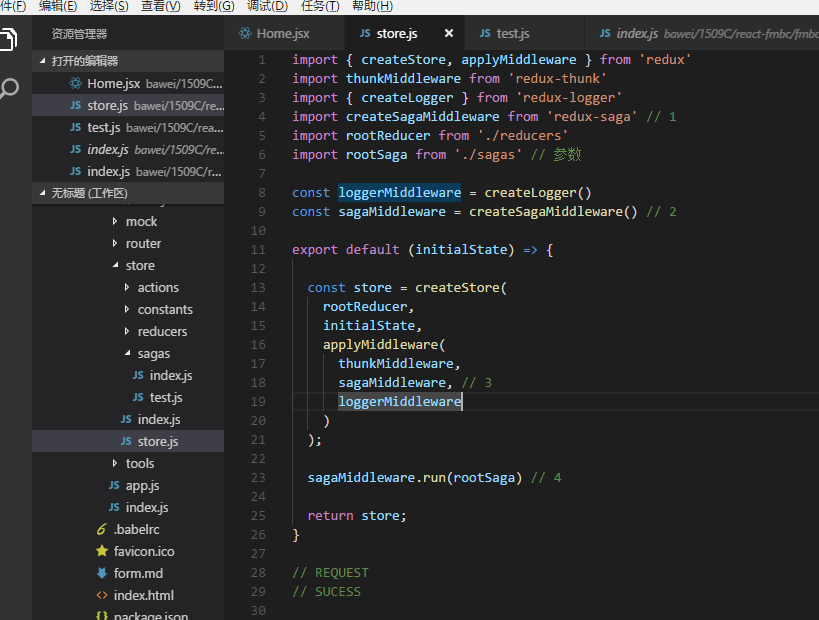 件(F) 编辑(E) 选择(S) 查看(V) 转到(G) 调试(D) 任务(T) 帮助(H)
资源管理器
打开的编辑器
Home.jsx bawei/1509C...
JS store.js bawei/1509C/re...
JS test.js bawei/1509C/rea...
JS index.js bawei/1509C/re...
JS index.js bawei/1509C/r...
无标题 (工作区)
mock
router
store
actions
constants
reducers
sagas
JS index.js
JS test.js
JS index.js
JS store.js
tools
JS app.js
JS index.js
.babelrc
favicon.ico
form.md
index.html
package.json
Home.jsx JS store.js × JS test.js JS index.js bawei/1509C/react-fmbc/fmbc
1 import { createStore, applyMiddleware } from 'redux'
2 import thunkMiddleware from 'redux-thunk'
3 import { createLogger } from 'redux-logger'
4 import createSagaMiddleware from 'redux-saga' // 1
5 import rootReducer from './reducers'
6 import rootSaga from './sagas' // 参数
7
8 const loggerMiddleware = createLogger()
9 const sagaMiddleware = createSagaMiddleware() // 2
10
11 export default (initialState) => {
12
13 const store = createStore(
14 rootReducer,
15 initialState,
16 applyMiddleware(
17 thunkMiddleware,
18 sagaMiddleware, // 3
19 loggerMiddleware
20 )
21 );
22
23 sagaMiddleware.run(rootSaga) // 4
24
25 return store;
26 }
27
28 // REQUEST
29 // SUCESS
30